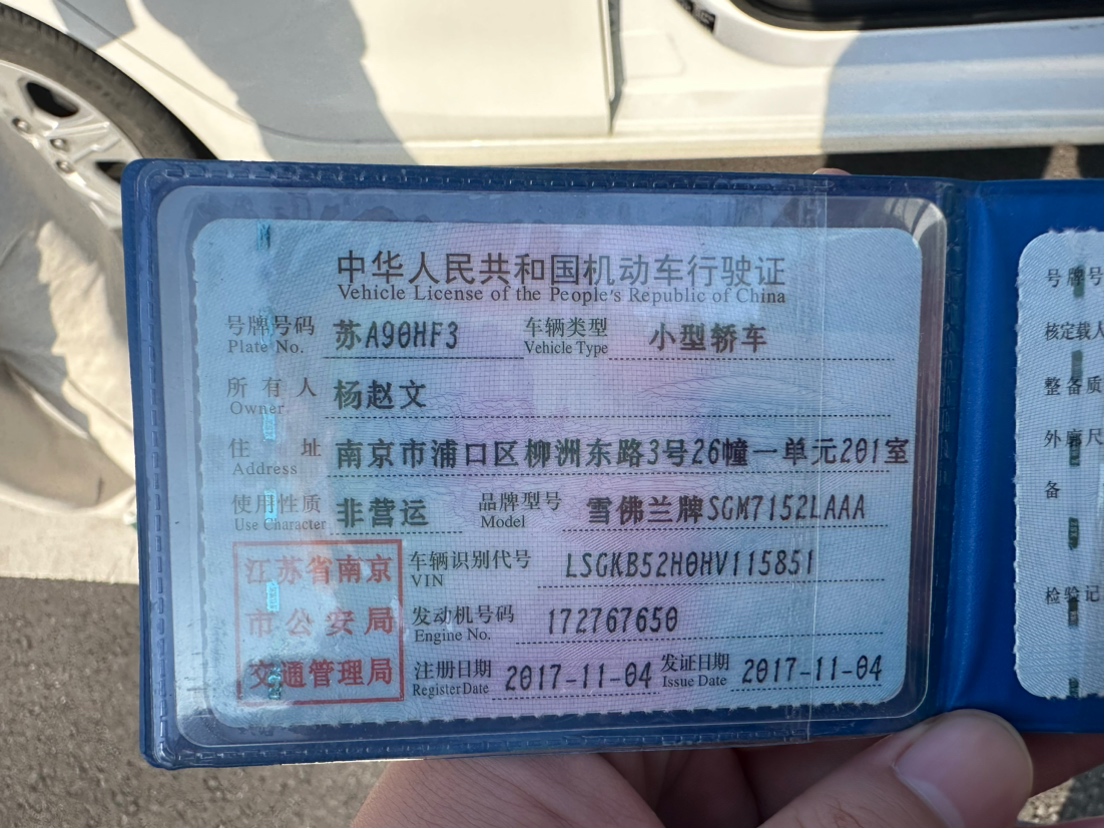 中华人民共和国机动车行驶证
Vehicle License of the People's Republic of China
号牌号码 苏A90HF3 车辆类型 小型轿车
Plate No. Vehicle Type
所有人 杨赵文
Owner
住址 南京市浦口区柳洲东路3号26幢一单元201室
Address
使用性质 非营运 品牌型号 雪佛兰牌SGM7152LAAA
Use Character Model
江苏省南京 车辆识别代号 LSGKB52H0HV115851
VIN
市公安局 发动机号码 172767650
Engine No.
交通管理局 注册日期 2017-11-04 发证日期 2017-11-04
Register Date Issue Date
号牌号
核定载人
整备质
外廓尺
备
检验记